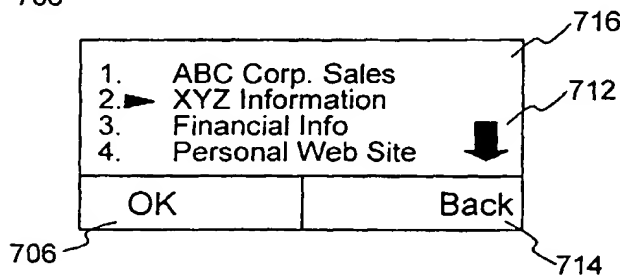 716
1. ABC Corp. Sales
712
2. XYZ Information
3. Financial Info
4. Personal Web Site
OK Back
706 714